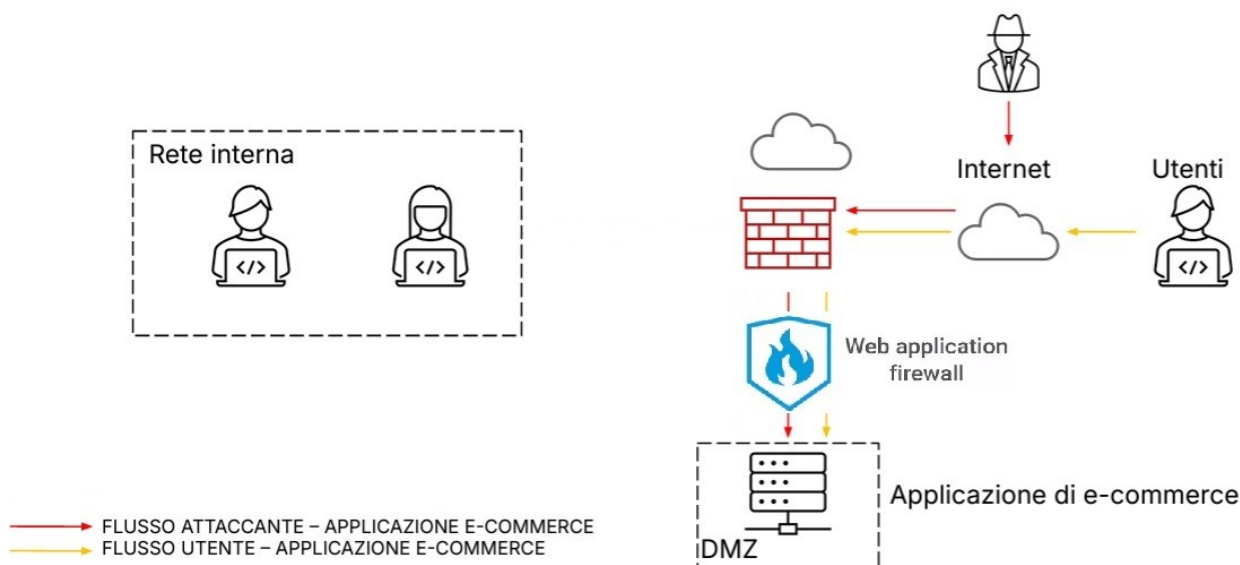 Rete interna
Internet
Utenti
</>
</>
</>
Web application
firewall
Applicazione di e-commerce
DMZ
FLUSSO ATTACCANTE – APPLICAZIONE E-COMMERCE
FLUSSO UTENTE – APPLICAZIONE E-COMMERCE